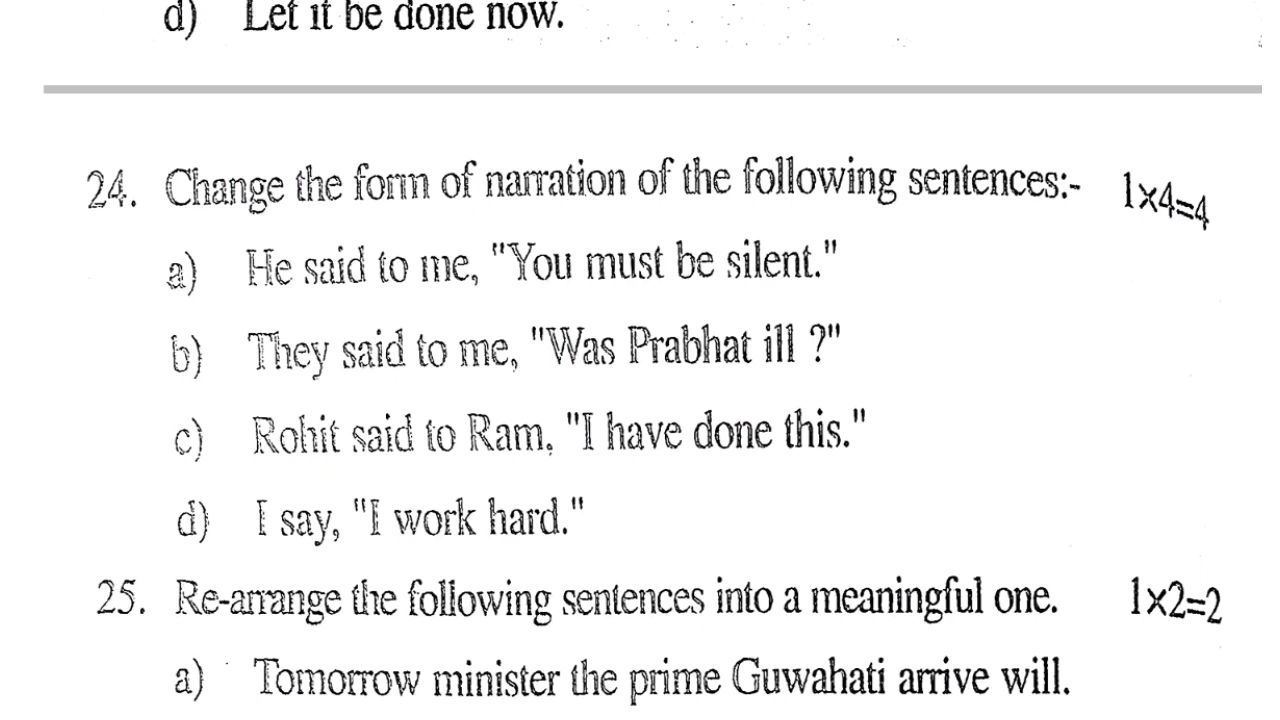 d) Let it be done now.
24. Change the form of narration of the following sentences:- 1×4=4
a) He said to me, "You must be silent."
b) They said to me, "Was Prabhat ill ?"
c) Rohit said to Ram, "I have done this."
d) I say, "I work hard."
25. Re-arrange the following sentences into a meaningful one. 1×2=2
a) Tomorrow minister the prime Guwahati arrive will.